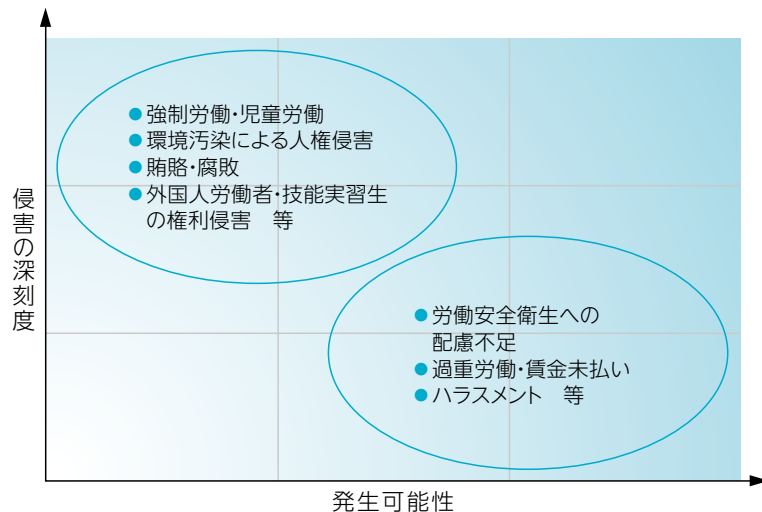 ●強制労働・児童労働
●環境汚染による人権侵害
●賄賂・腐敗
●外国人労働者・技能実習生
の権利侵害　等
侵害の深刻度
●労働安全衛生への
配慮不足
●過重労働・賃金未払い
●ハラスメント　等
発生可能性